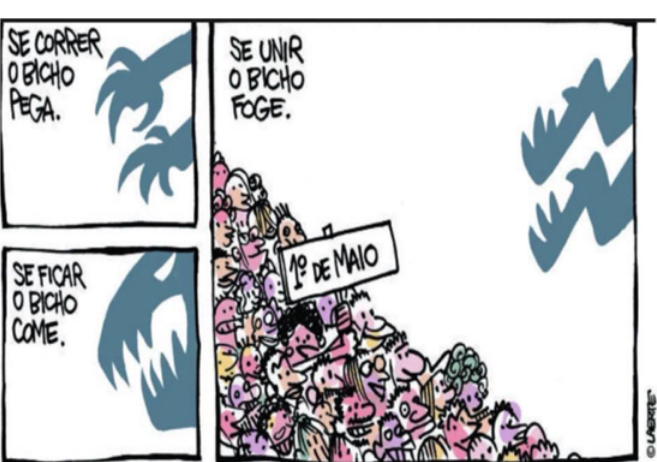 SE CORRER
O BICHO
PEGA.
SE FICAR
O BICHO
COME.
SE UNIR
O BICHO
FOGE.
1º DE MAIO
© LAERTE